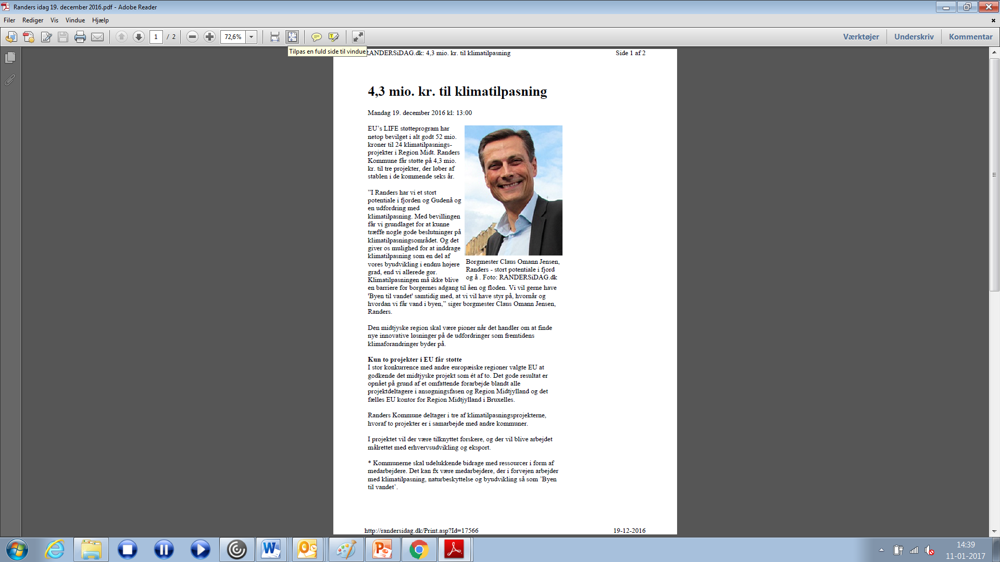 Randers idag 19. december 2016.pdf - Adobe Reader
Filer Rediger Vis Vindue Hjælp
1 / 2 72,6% Værktøjer Underskriv Kommentar
Tilpas en fuld side til vindue
RANDERSiDAG.dk: 4,3 mio. kr. til klimatilpasning Side 1 af 2
4,3 mio. kr. til klimatilpasning
Mandag 19. december 2016 kl: 13:00
EU’s LIFE støtteprogram har
netop bevilget i alt godt 52 mio.
kroner til 24 klimatilpasnings-
projekter i Region Midt. Randers
Kommune får støtte på 4,3 mio.
kr. til tre projekter, der løber af
stablen i de kommende seks år.
”I Randers har vi et stort
potentiale i fjorden og Gudenå og
en udfordring med
klimatilpasning. Med bevillingen
får vi grundlaget for at kunne
træffe nogle gode beslutninger på
klimatilpasningsområdet. Og det
giver os mulighed for at inddrage
klimatilpasning som en del af
vores byudvikling i endnu højere
grad, end vi allerede gør.
Klimatilpasningen må ikke blive
en barriere for borgernes adgang til åen og floden. Vi vil gerne have
'Byen til vandet' samtidig med, at vi vil have styr på, hvornår og
hvordan vi får vand i byen,” siger borgmester Claus Omann Jensen,
Randers.
Borgmester Claus Omann Jensen,
Randers - stort potentiale i fjord
og å . Foto: RANDERSiDAG.dk
Den midtjyske region skal være pioner når det handler om at finde
nye innovative løsninger på de udfordringer som fremtidens
klimaforandringer byder på.
Kun to projekter i EU får støtte
I stor konkurrence med andre europæiske regioner valgte EU at
godkende det midtjyske projekt som ét af to. Det gode resultat er
opnået på grund af et omfattende forarbejde blandt alle
projektdeltagere i ansøgningsfasen og Region Midtjylland og det
fælles EU kontor for Region Midtjylland i Bruxelles.
Randers Kommune deltager i tre af klimatilpasningsprojekterne,
hvoraf to projekter er i samarbejde med andre kommuner.
I projektet vil der være tilknyttet forskere, og der vil blive arbejdet
målrettet med erhvervsudvikling og eksport.
* Kommunerne skal udelukkende bidrage med ressourcer i form af
medarbejdere. Det kan fx være medarbejdere, der i forvejen arbejder
med klimatilpasning, naturbeskyttelse og byudvikling så som ’Byen
til vandet’.
http://randersidag.dk/Print.asp?Id=17566 19-12-2016
14:39
11-01-2017